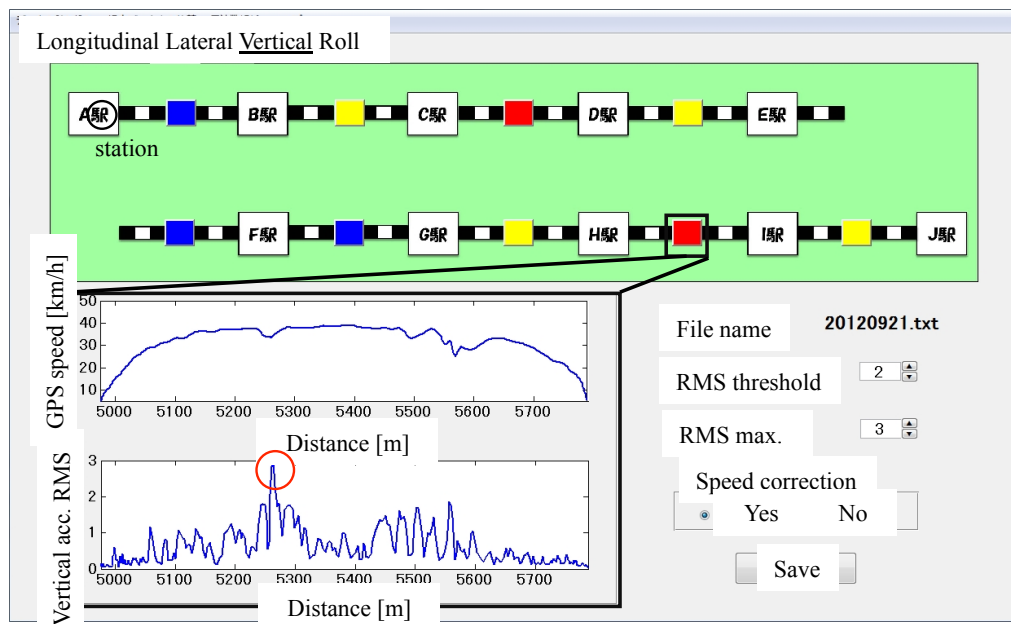 Longitudinal Lateral Vertical Roll
A駅 B駅 C駅 D駅 E駅
station
F駅 G駅 H駅 I駅 J駅
GPS speed [km/h]
50
40
30
20
10
5000 5100 5200 5300 5400 5500 5600 5700
Distance [m]
Vertical acc. RMS
3
2
1
0
5000 5100 5200 5300 5400 5500 5600 5700
Distance [m]
File name 20120921.txt
RMS threshold 2
RMS max. 3
Speed correction
Yes No
Save